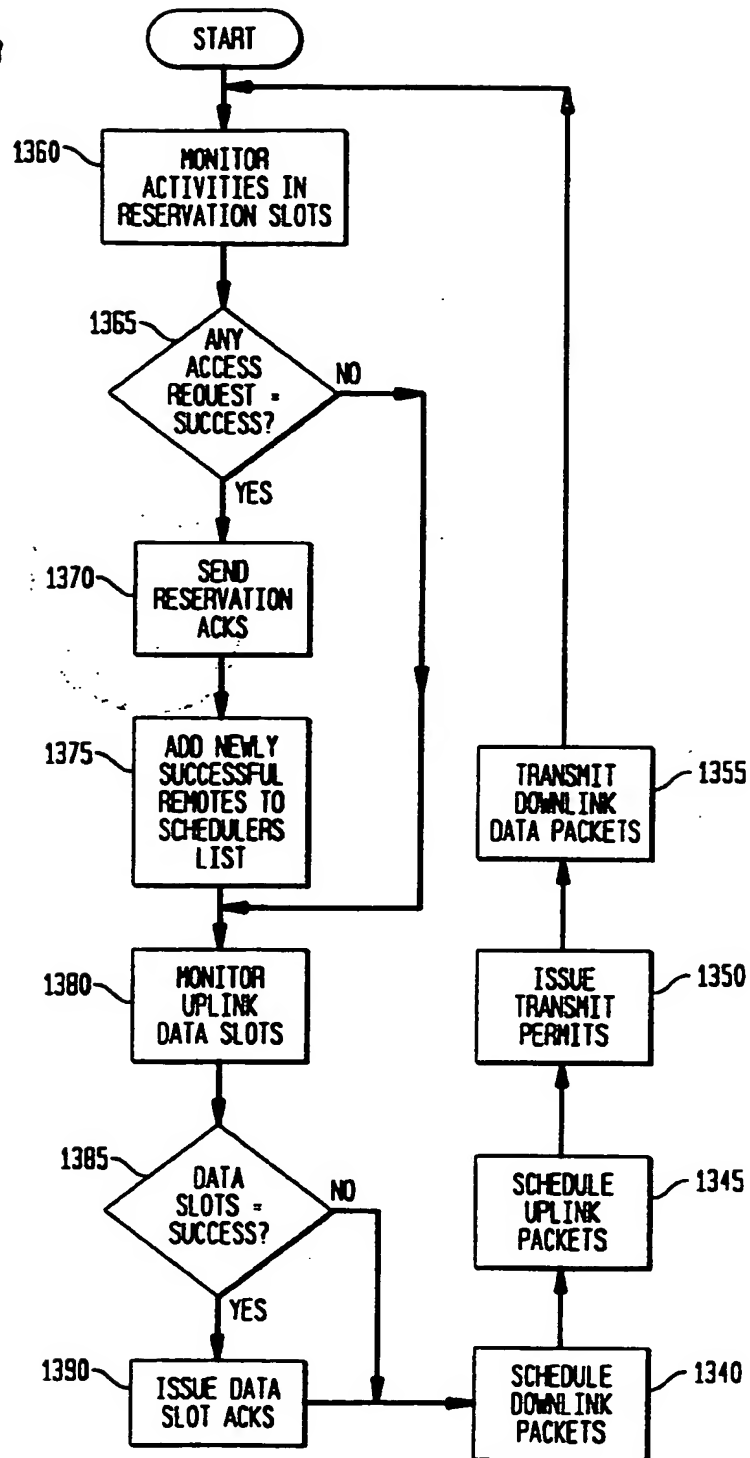 START
1360
MONITOR
ACTIVITIES IN
RESERVATION SLOTS
1365
ANY
ACCESS
REQUEST =
SUCCESS?
NO
YES
1370
SEND
RESERVATION
ACKS
1375
ADD NEWLY
SUCCESSFUL
REMOTES TO
SCHEDULERS
LIST
1380
MONITOR
UPLINK
DATA SLOTS
1385
DATA
SLOTS =
SUCCESS?
NO
YES
1390
ISSUE DATA
SLOT ACKS
SCHEDULE
DOWNLINK
PACKETS
1340
SCHEDULE
UPLINK
PACKETS
1345
ISSUE
TRANSMIT
PERMITS
1350
TRANSMIT
DOWNLINK
DATA PACKETS
1355